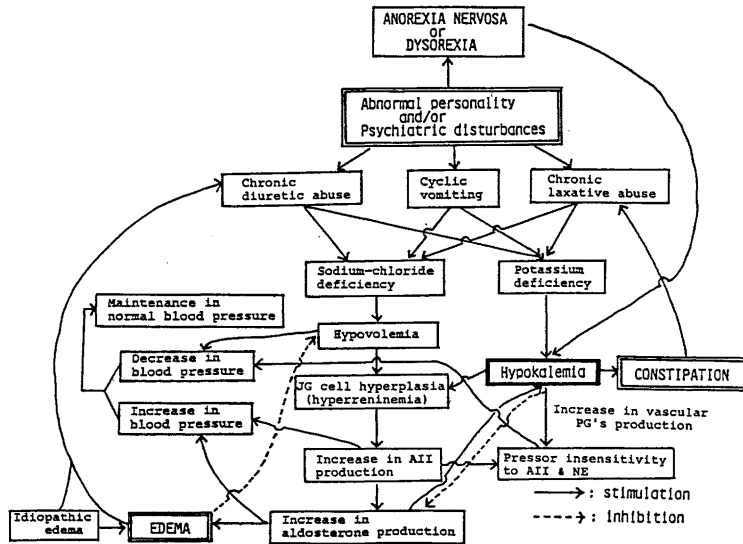 ANOREXIA NERVOSA
or
DYSOREXIA
Abnormal personality
and/or
Psychiatric disturbances
Chronic
diuretic abuse
Cyclic
vomiting
Chronic
laxative abuse
Sodium-chloride
deficiency
Potassium
deficiency
Maintenance in
normal blood pressure
Hypovolemia
Decrease in
blood pressure
JG cell hyperplasia
(hyperreninemia)
Hypokalemia
CONSTIPATION
Increase in
blood pressure
Increase in vascular
PG's production
Increase in AII
production
Pressor insensitivity
to AII & NE
Idiopathic
edema
EDEMA
Increase in
aldosterone production
: stimulation
: inhibition